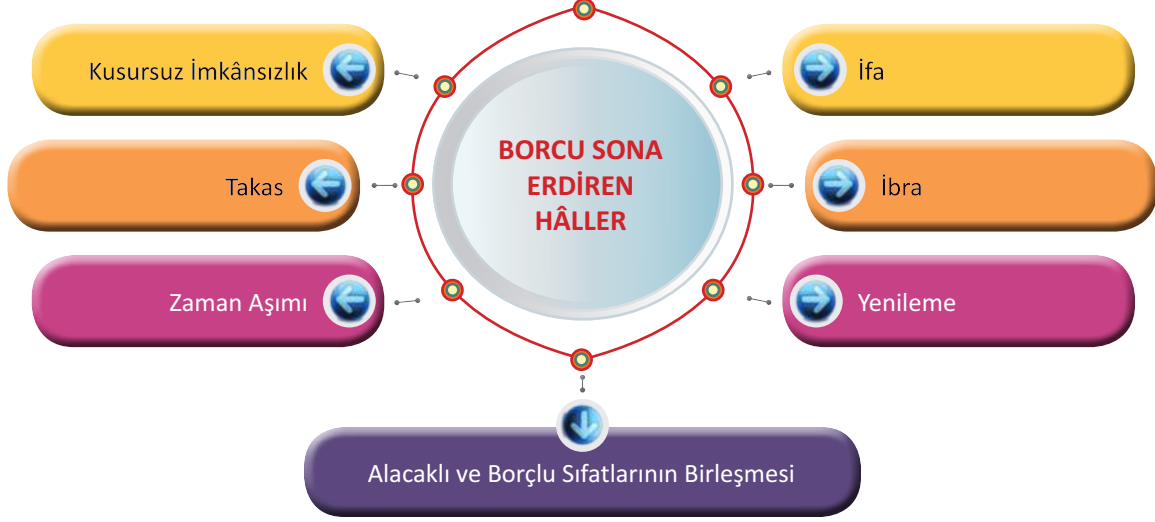 BORCU SONA
ERDİREN
HÂLLER
Kusursuz İmkânsızlık
İfa
Takas
İbra
Zaman Aşımı
Yenileme
Alacaklı ve Borçlu Sıfatlarının Birleşmesi